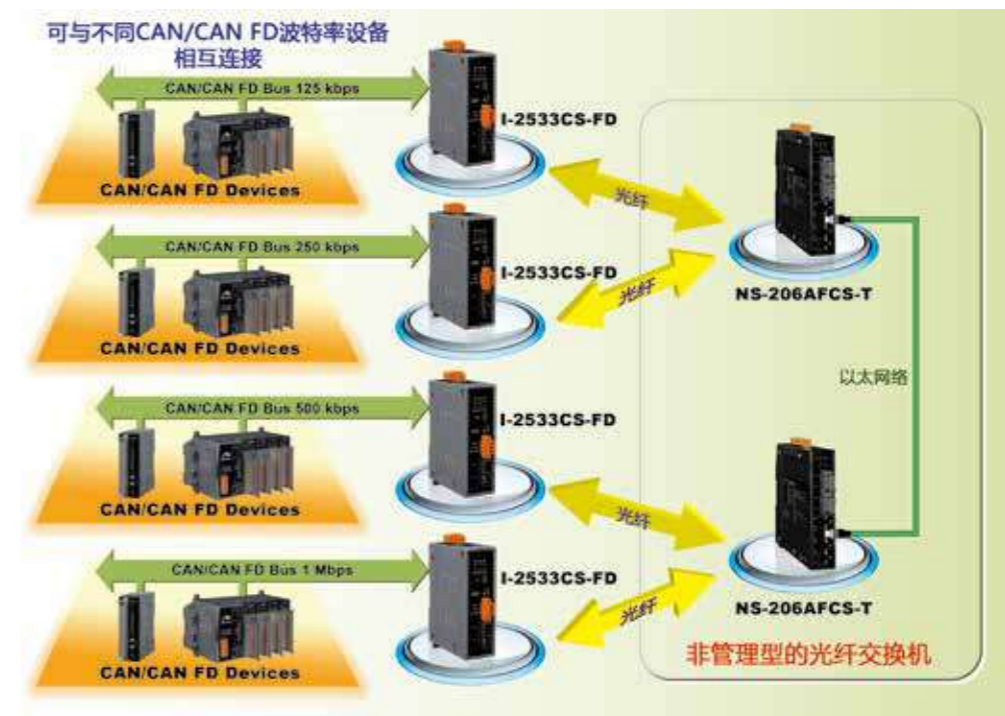 可与不同CAN/CAN FD波特率设备
相互连接
CAN/CAN FD Bus 125 kbps
I-2533CS-FD
CAN/CAN FD Devices
光纤
CAN/CAN FD Bus 250 kbps
I-2533CS-FD
CAN/CAN FD Devices
光纤
NS-206AFCS-T
以太网络
CAN/CAN FD Bus 500 kbps
I-2533CS-FD
CAN/CAN FD Devices
光纤
CAN/CAN FD Bus 1 Mbps
I-2533CS-FD
CAN/CAN FD Devices
光纤
NS-206AFCS-T
非管理型的光纤交换机